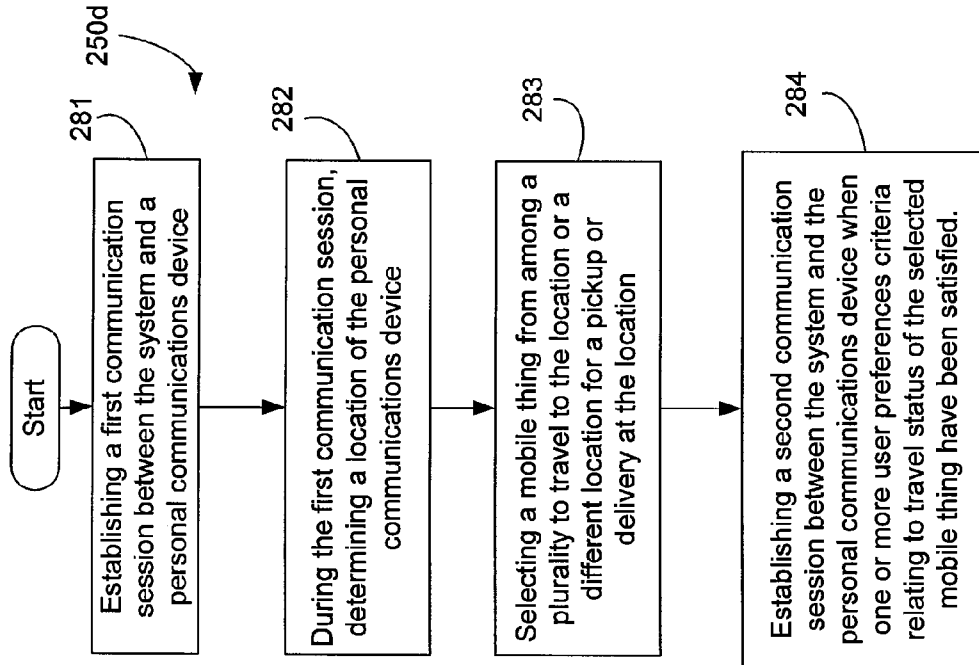 Start
250d
281
Establishing a first communication
session between the system and a
personal communications device
282
During the first communication session,
determining a location of the personal
communications device
283
Selecting a mobile thing from among a
plurality to travel to the location or a
different location for a pickup or
delivery at the location
284
Establishing a second communication
session between the system and the
personal communications device when
one or more user preferences criteria
relating to travel status of the selected
mobile thing have been satisfied.